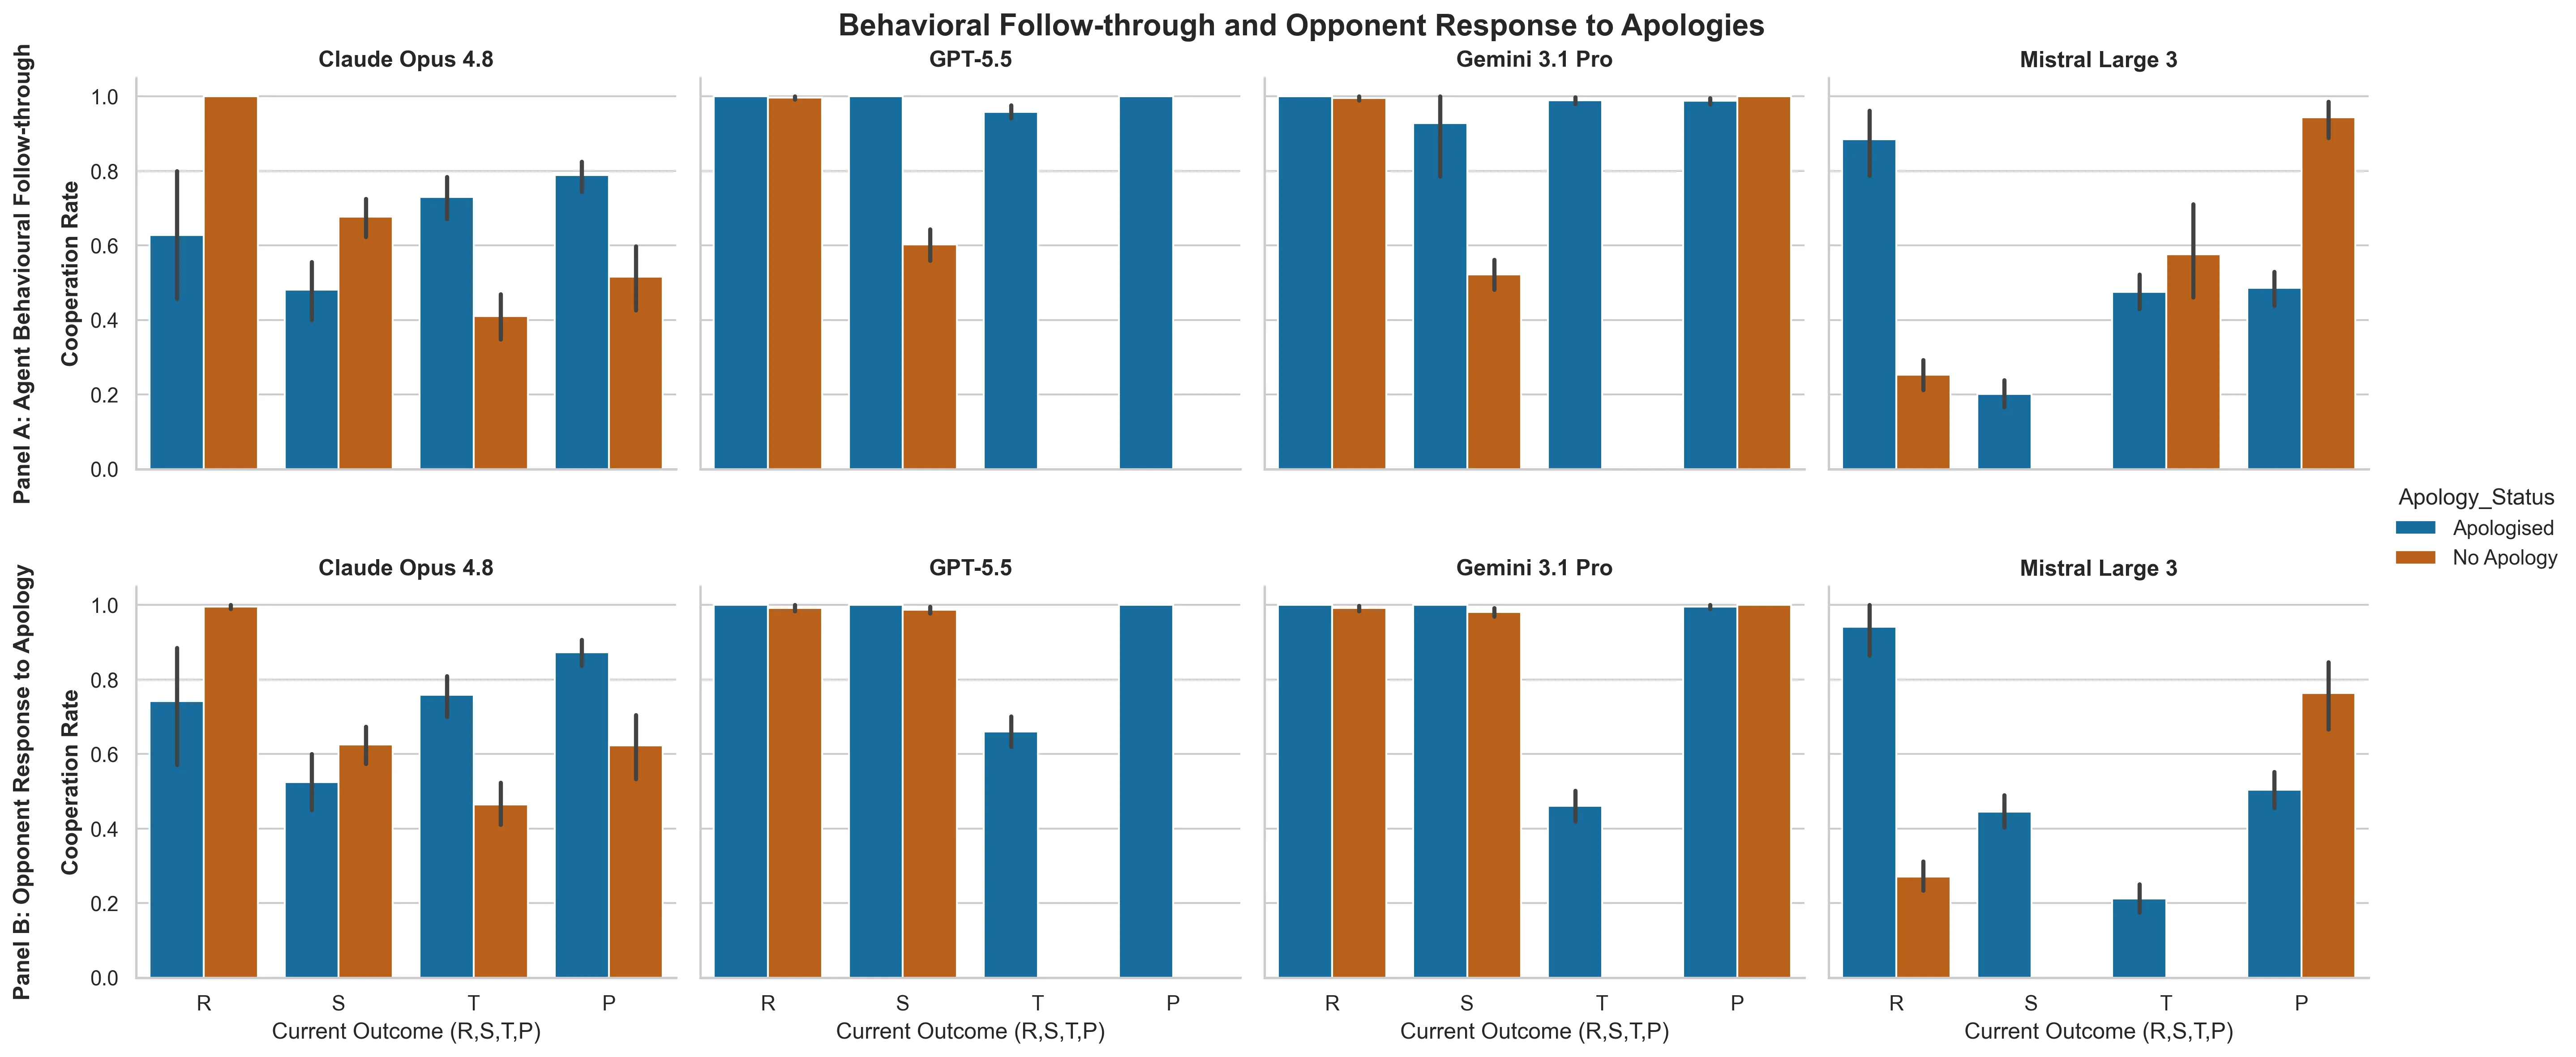 Behavioral Follow-through and Opponent Response to Apologies
Panel A: Agent Behavioural Follow-through
Cooperation Rate
Claude Opus 4.8
GPT-5.5
Gemini 3.1 Pro
Mistral Large 3
1.0
0.8
0.6
0.4
0.2
0.0
Apology_Status
Apologised
No Apology
Panel B: Opponent Response to Apology
Cooperation Rate
Claude Opus 4.8
GPT-5.5
Gemini 3.1 Pro
Mistral Large 3
1.0
0.8
0.6
0.4
0.2
0.0
R S T P
R S T P
R S T P
R S T P
Current Outcome (R,S,T,P)
Current Outcome (R,S,T,P)
Current Outcome (R,S,T,P)
Current Outcome (R,S,T,P)